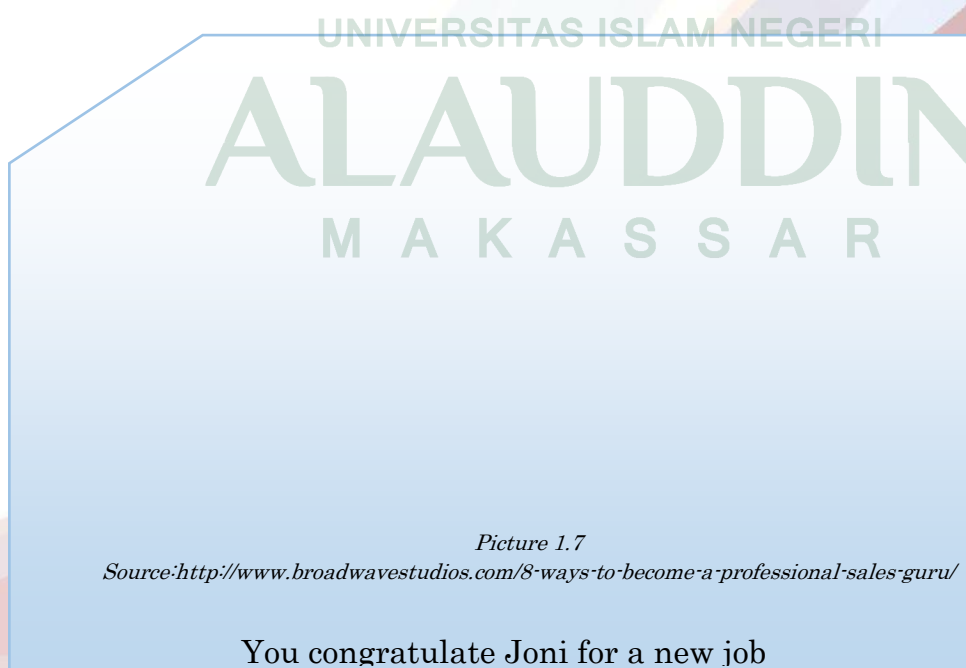 UNIVERSITAS ISLAM NEGERI
ALAUDDIN
MAKASSAR
Picture 1.7
Source:http://www.broadwavestudios.com/8-ways-to-become-a-professional-sales-guru/
You congratulate Joni for a new job